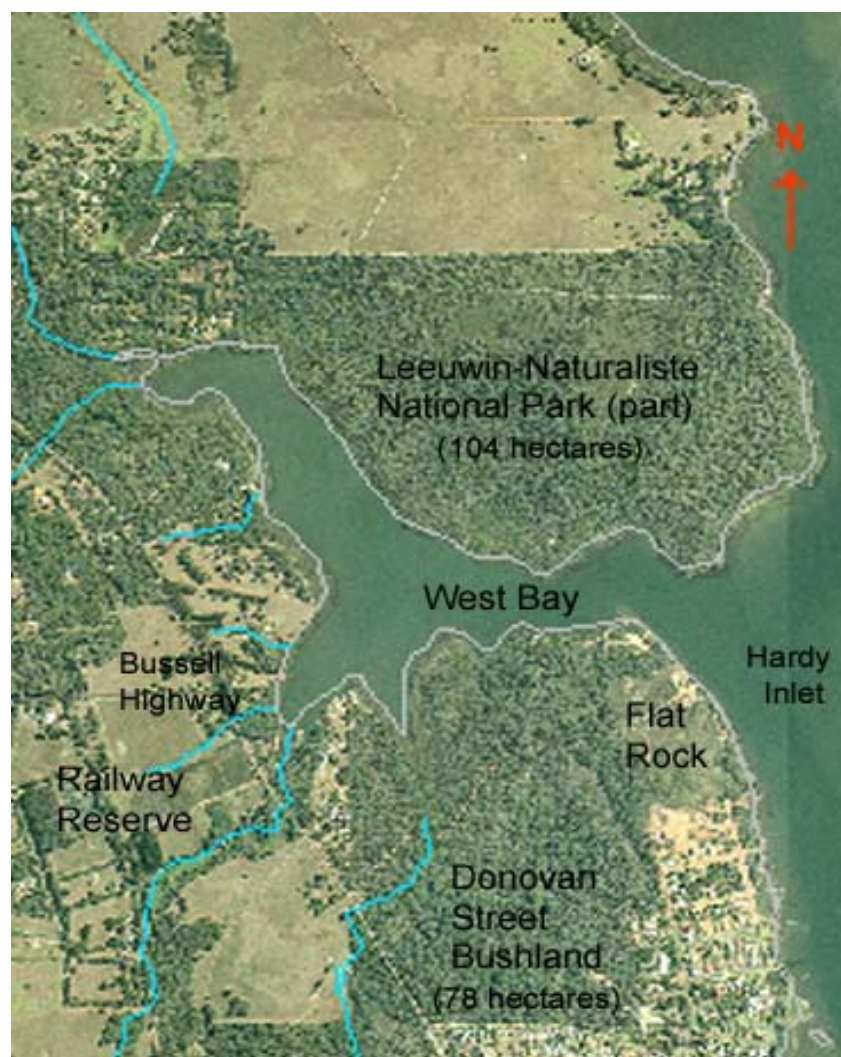 N
Leeuwin-Naturaliste
National Park (part)
(104 hectares)
West Bay
Hardy
Inlet
Bussell
Highway
Flat
Rock
Railway
Reserve
Donovan
Street
Bushland
(78 hectares)